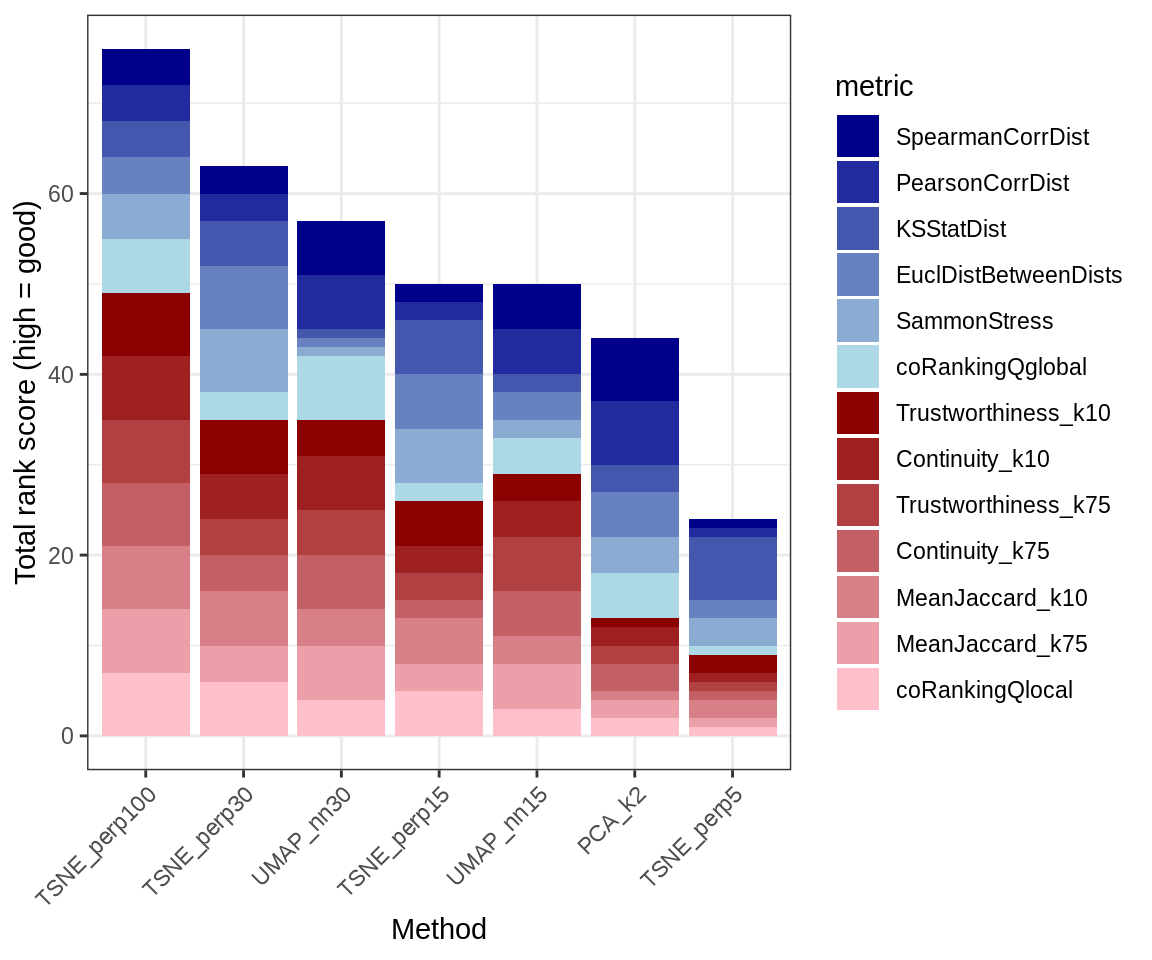 Total rank score (high = good)
60
40
20
0
TSNE_perp100
TSNE_perp30
UMAP_nn30
TSNE_perp15
UMAP_nn15
PCA_k2
TSNE_perp5
Method
metric
SpearmanCorrDist
PearsonCorrDist
KSStatDist
EuclDistBetweenDists
SammonStress
coRankingQglobal
Trustworthiness_k10
Continuity_k10
Trustworthiness_k75
Continuity_k75
MeanJaccard_k10
MeanJaccard_k75
coRankingQlocal